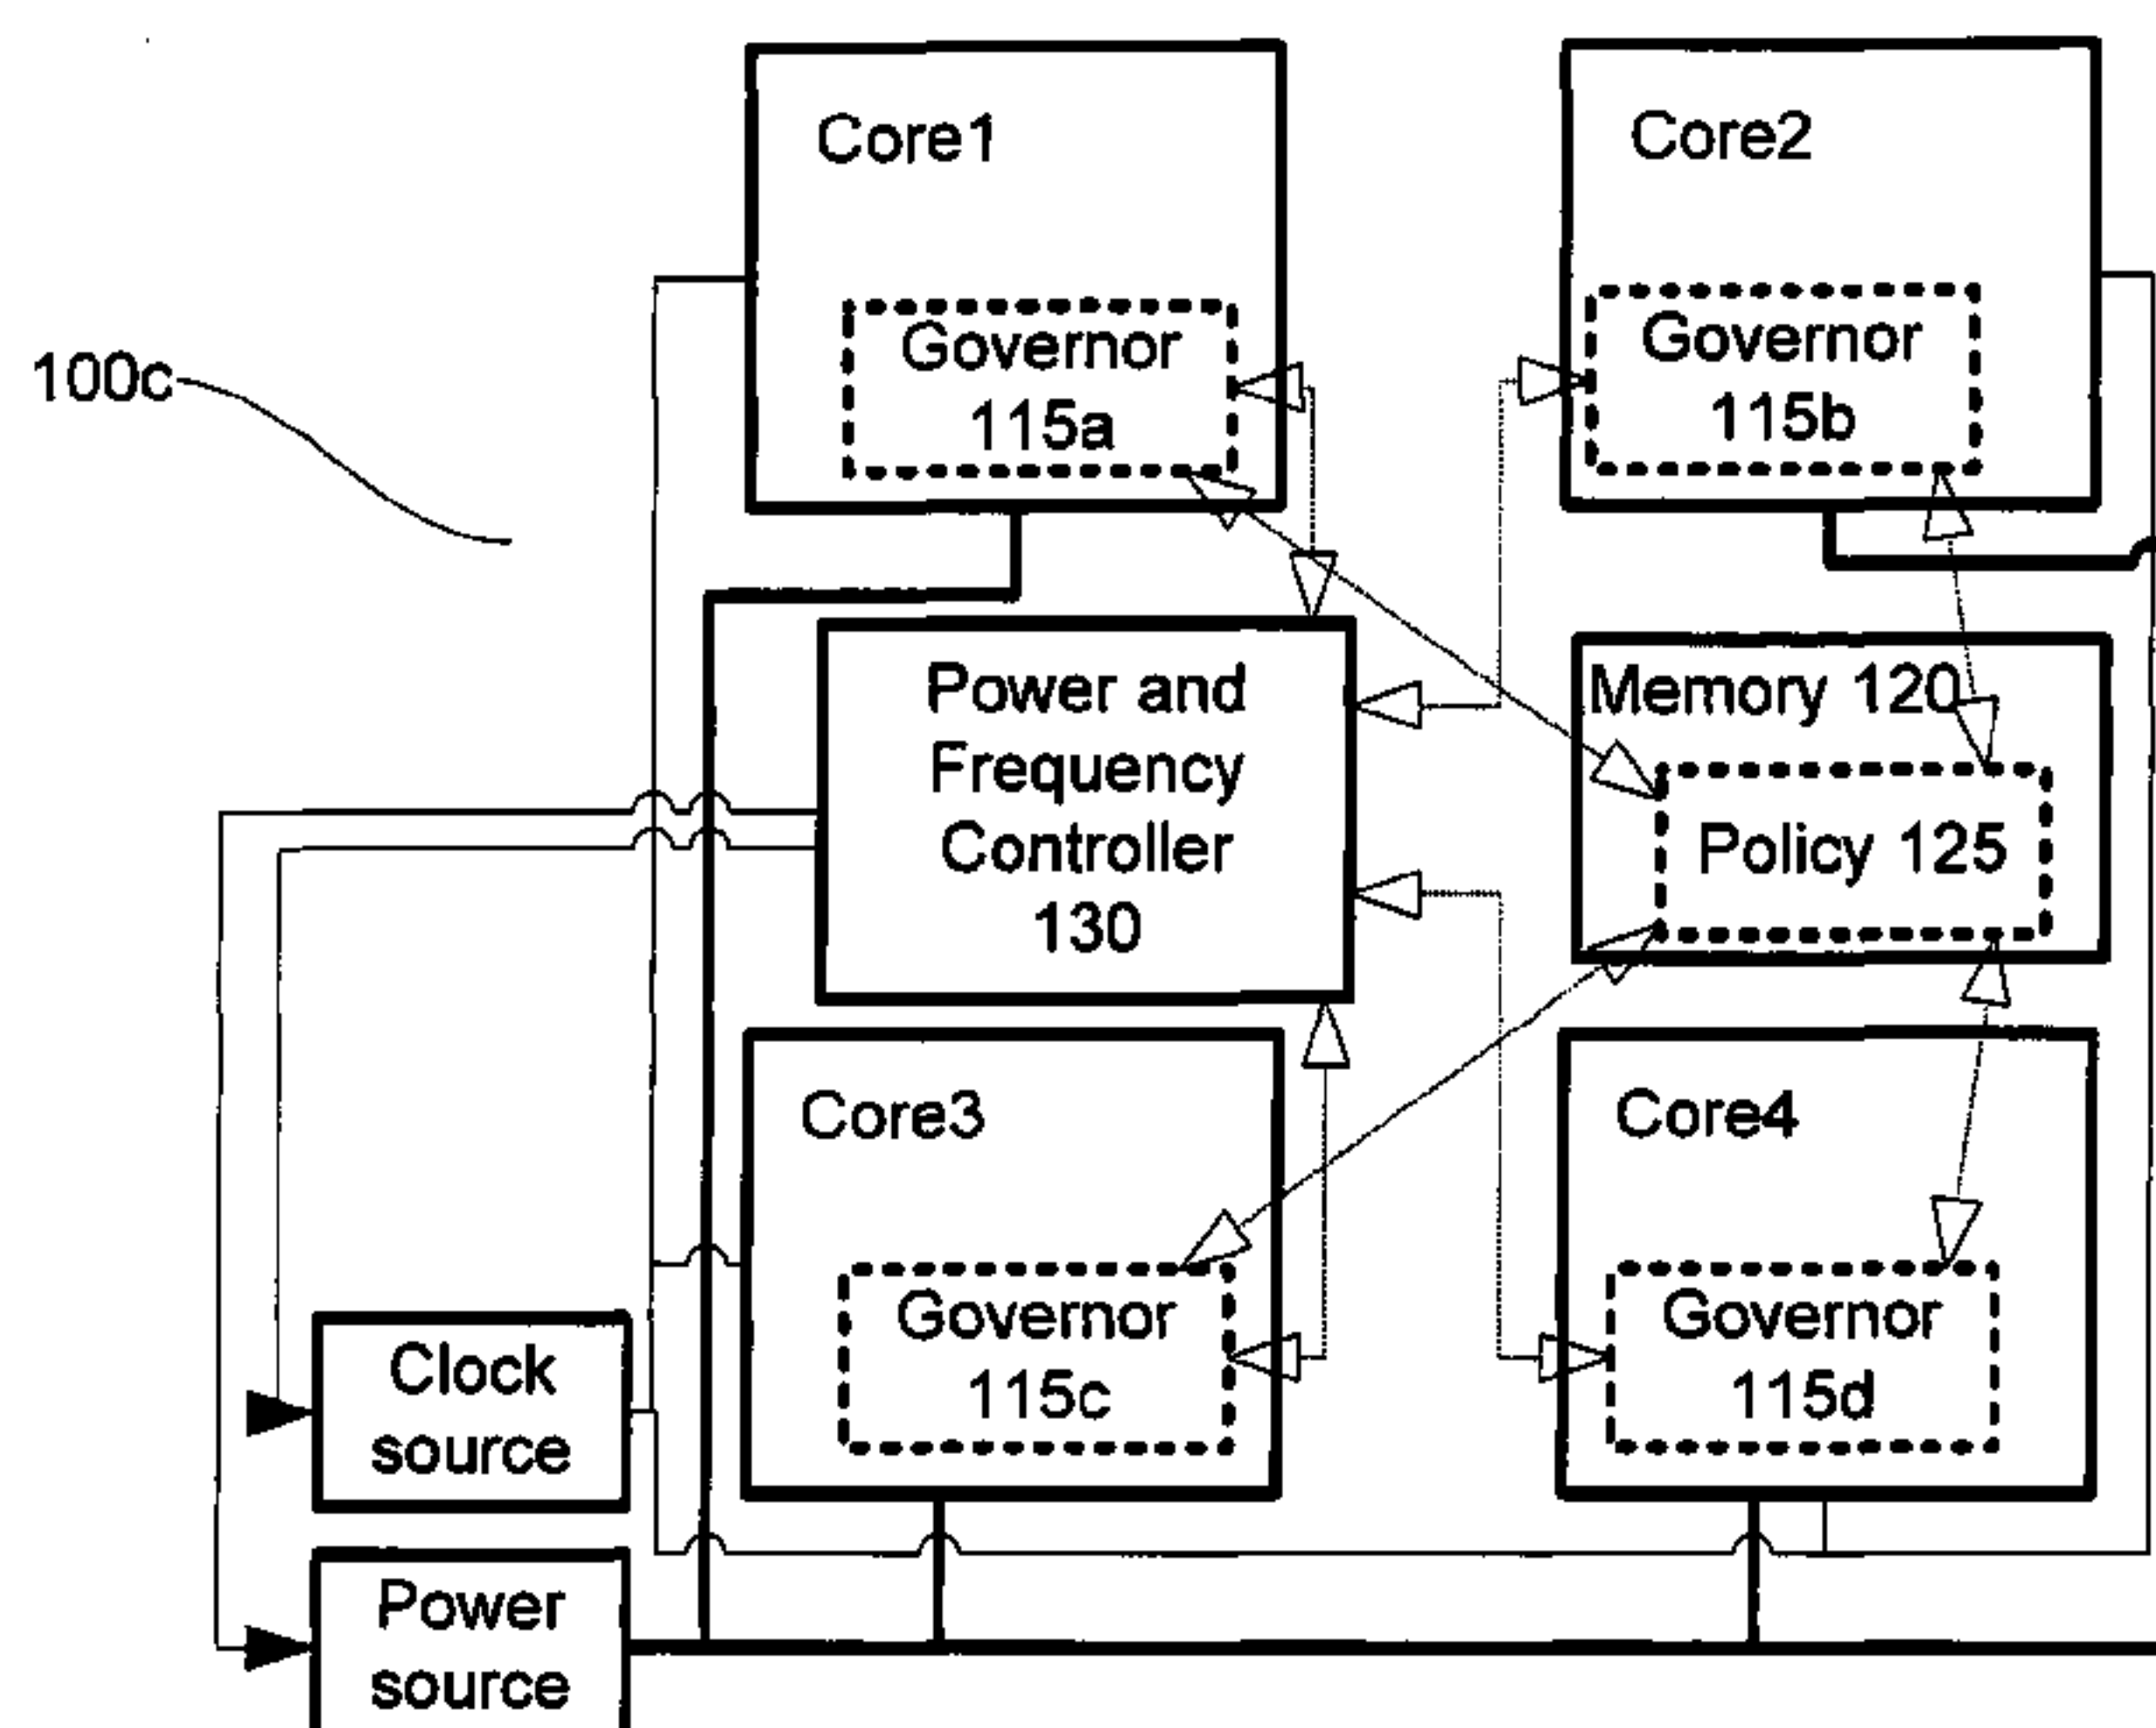 Core1
Core2
Governor
115a
Governor
115b
100c
Power and
Frequency
Controller
130
Memory 120
Policy 125
Core3
Core4
Governor
115c
Governor
115d
Clock
source
Power
source